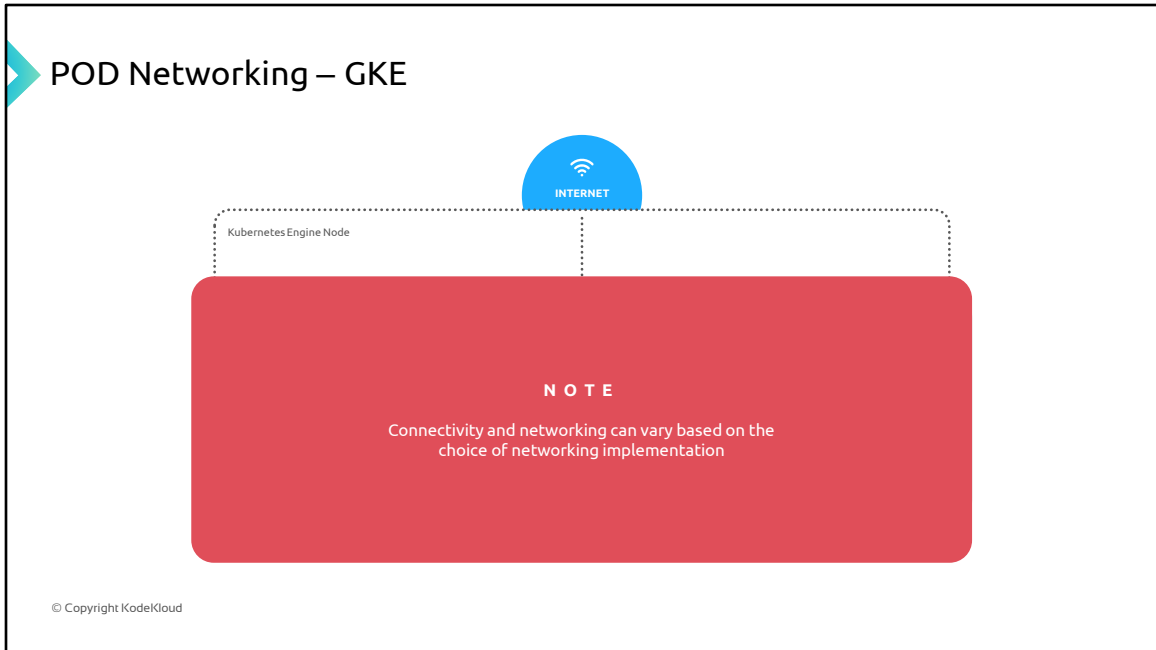 POD Networking – GKE
INTERNET
Kubernetes Engine Node
NOTE
Connectivity and networking can vary based on the
choice of networking implementation
© Copyright KodeKloud